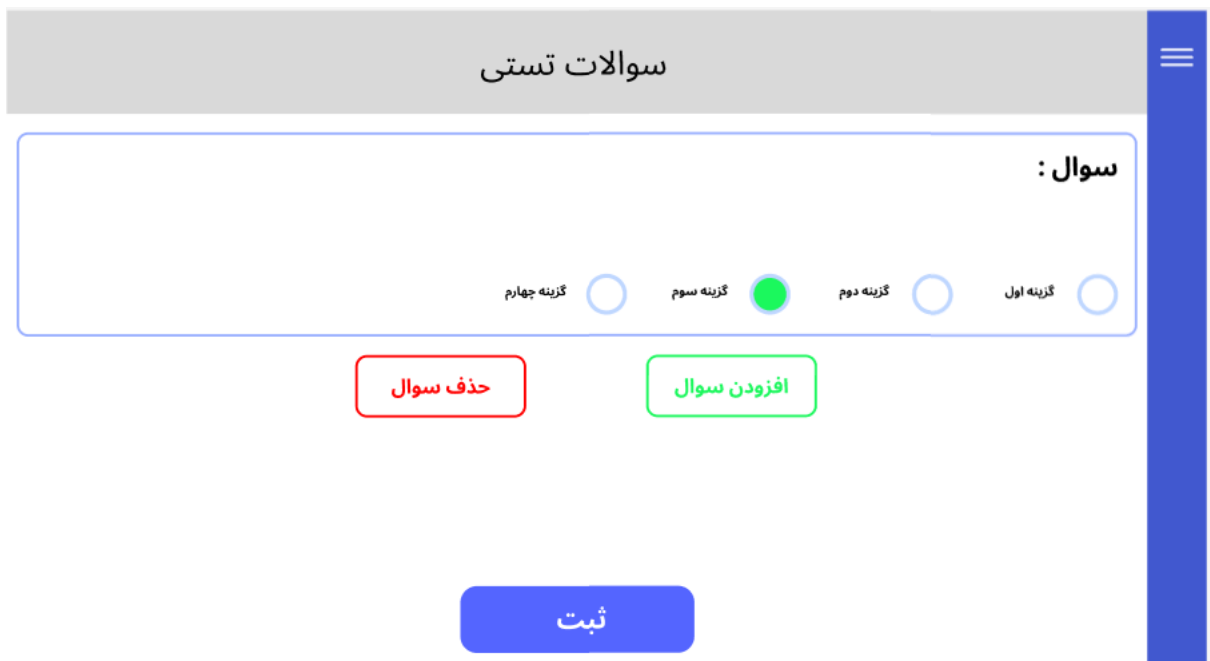 سوالات تستی
سوال :
گزینه اول گزینه دوم گزینه سوم گزینه چهارم
افزودن سوال حذف سوال
ثبت